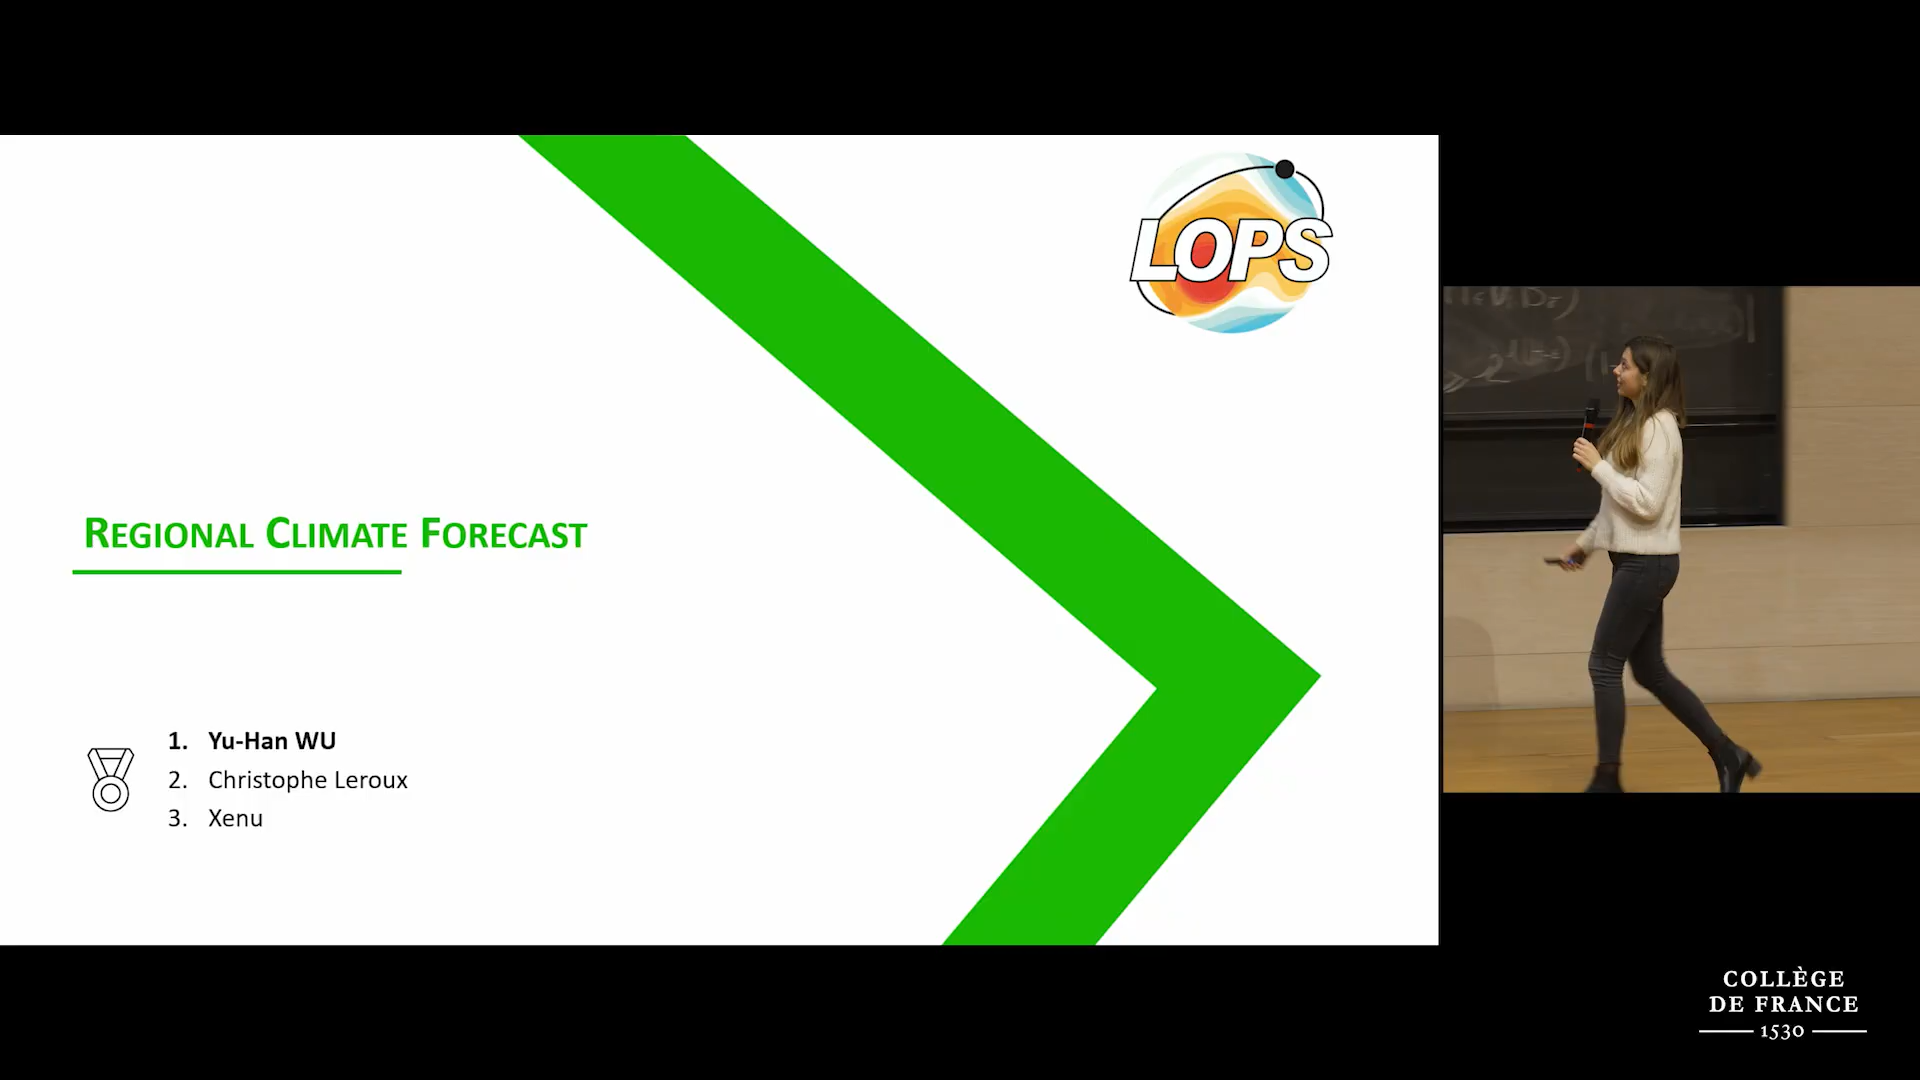 LOPS
REGIONAL CLIMATE FORECAST
1. Yu-Han WU
2. Christophe Leroux
3. Xenu
COLLÈGE
DE FRANCE
1530